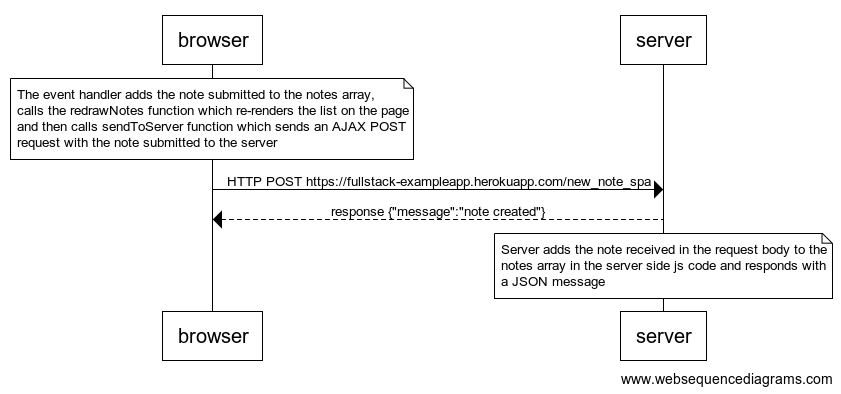 browser
server
The event handler adds the note submitted to the notes array,
calls the redrawNotes function which re-renders the list on the page
and then calls sendToServer function which sends an AJAX POST
request with the note submitted to the server
HTTP POST https://fullstack-exampleapp.herokuapp.com/new_note_spa
response {"message":"note created"}
Server adds the note received in the request body to the
notes array in the server side js code and responds with
a JSON message
browser
server
www.websequencediagrams.com